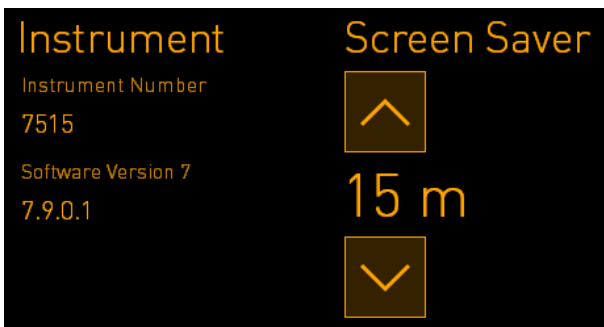 Instrument
Instrument Number
7515
Software Version 7
7.9.0.1
Screen Saver
15 m